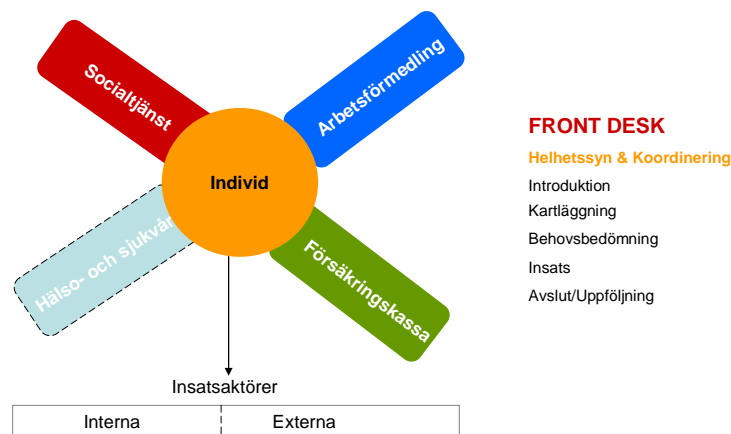 Socialtjänst
Arbetsförmedling
Individ
Hälso- och sjukvår
Försäkringskassa
FRONT DESK
Helhetssyn & Koordinering
Introduktion
Kartläggning
Behovsbedömning
Insats
Avslut/Uppföljning
Insatsaktörer
Interna
Externa